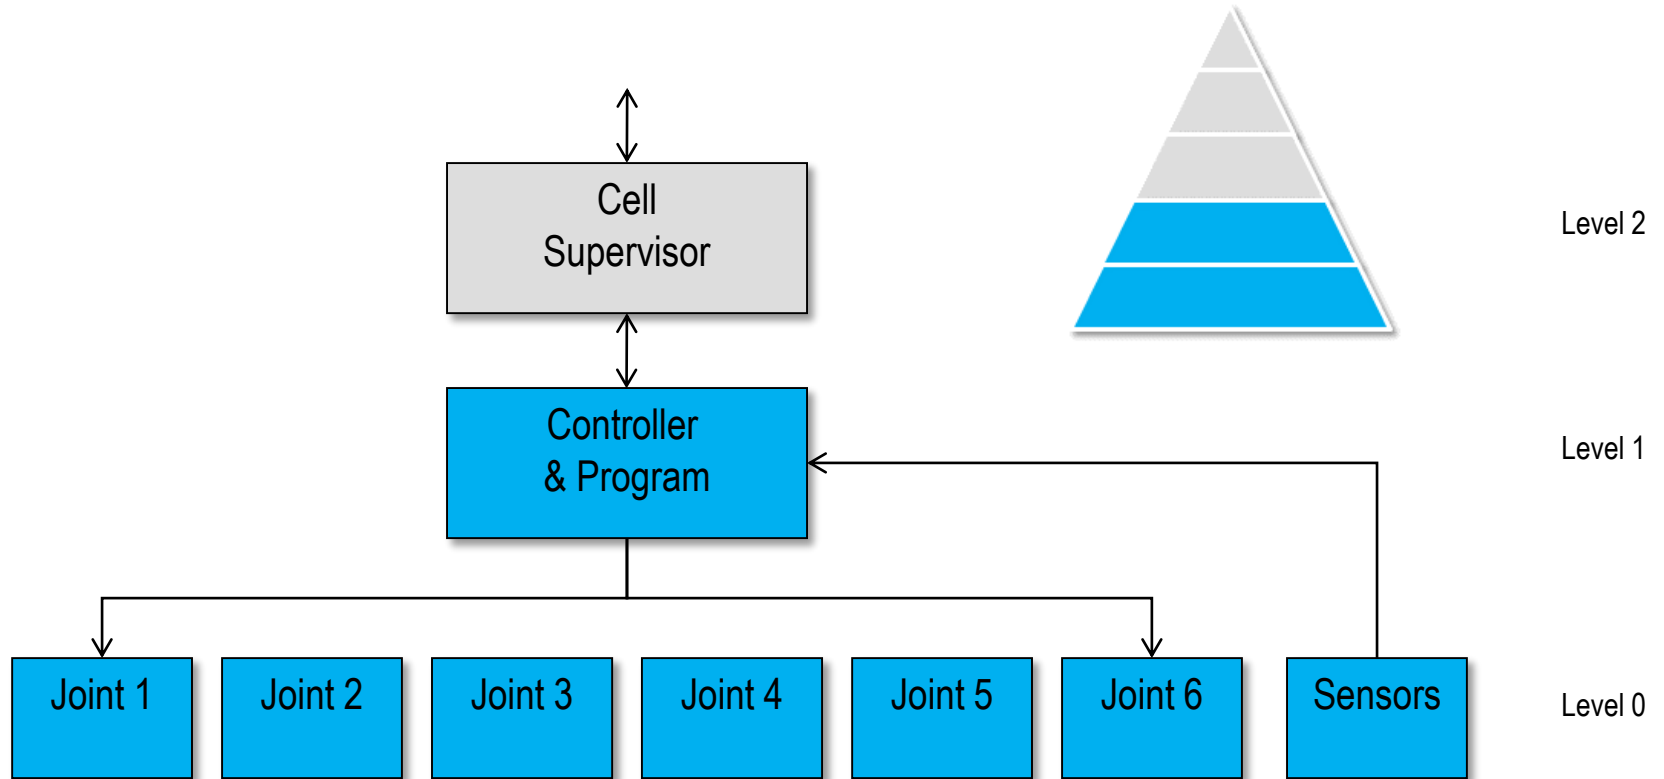 Cell
Supervisor
Level 2
Controller
& Program
Level 1
Joint 1
Joint 2
Joint 3
Joint 4
Joint 5
Joint 6
Sensors
Level 0